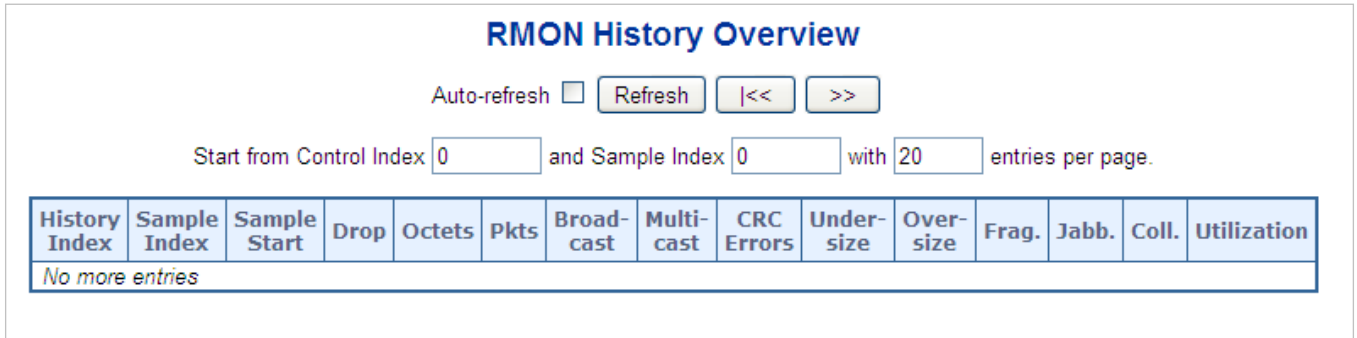 RMON History Overview
Auto-refresh Refresh |<< >>
Start from Control Index 0 and Sample Index 0 with 20 entries per page.
History Index Sample Index Sample Start Drop Octets Pkts Broad-cast Multi-cast CRC Errors Under-size Over-size Frag. Jabb. Coll. Utilization
No more entries